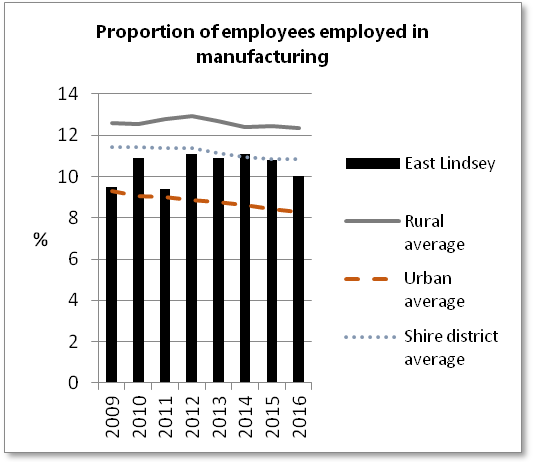 Proportion of employees employed in
manufacturing
14
12
10
8
6
4
2
0
%
2009
2010
2011
2012
2013
2014
2015
2016
East Lindsey
Rural
average
Urban
average
Shire district
average